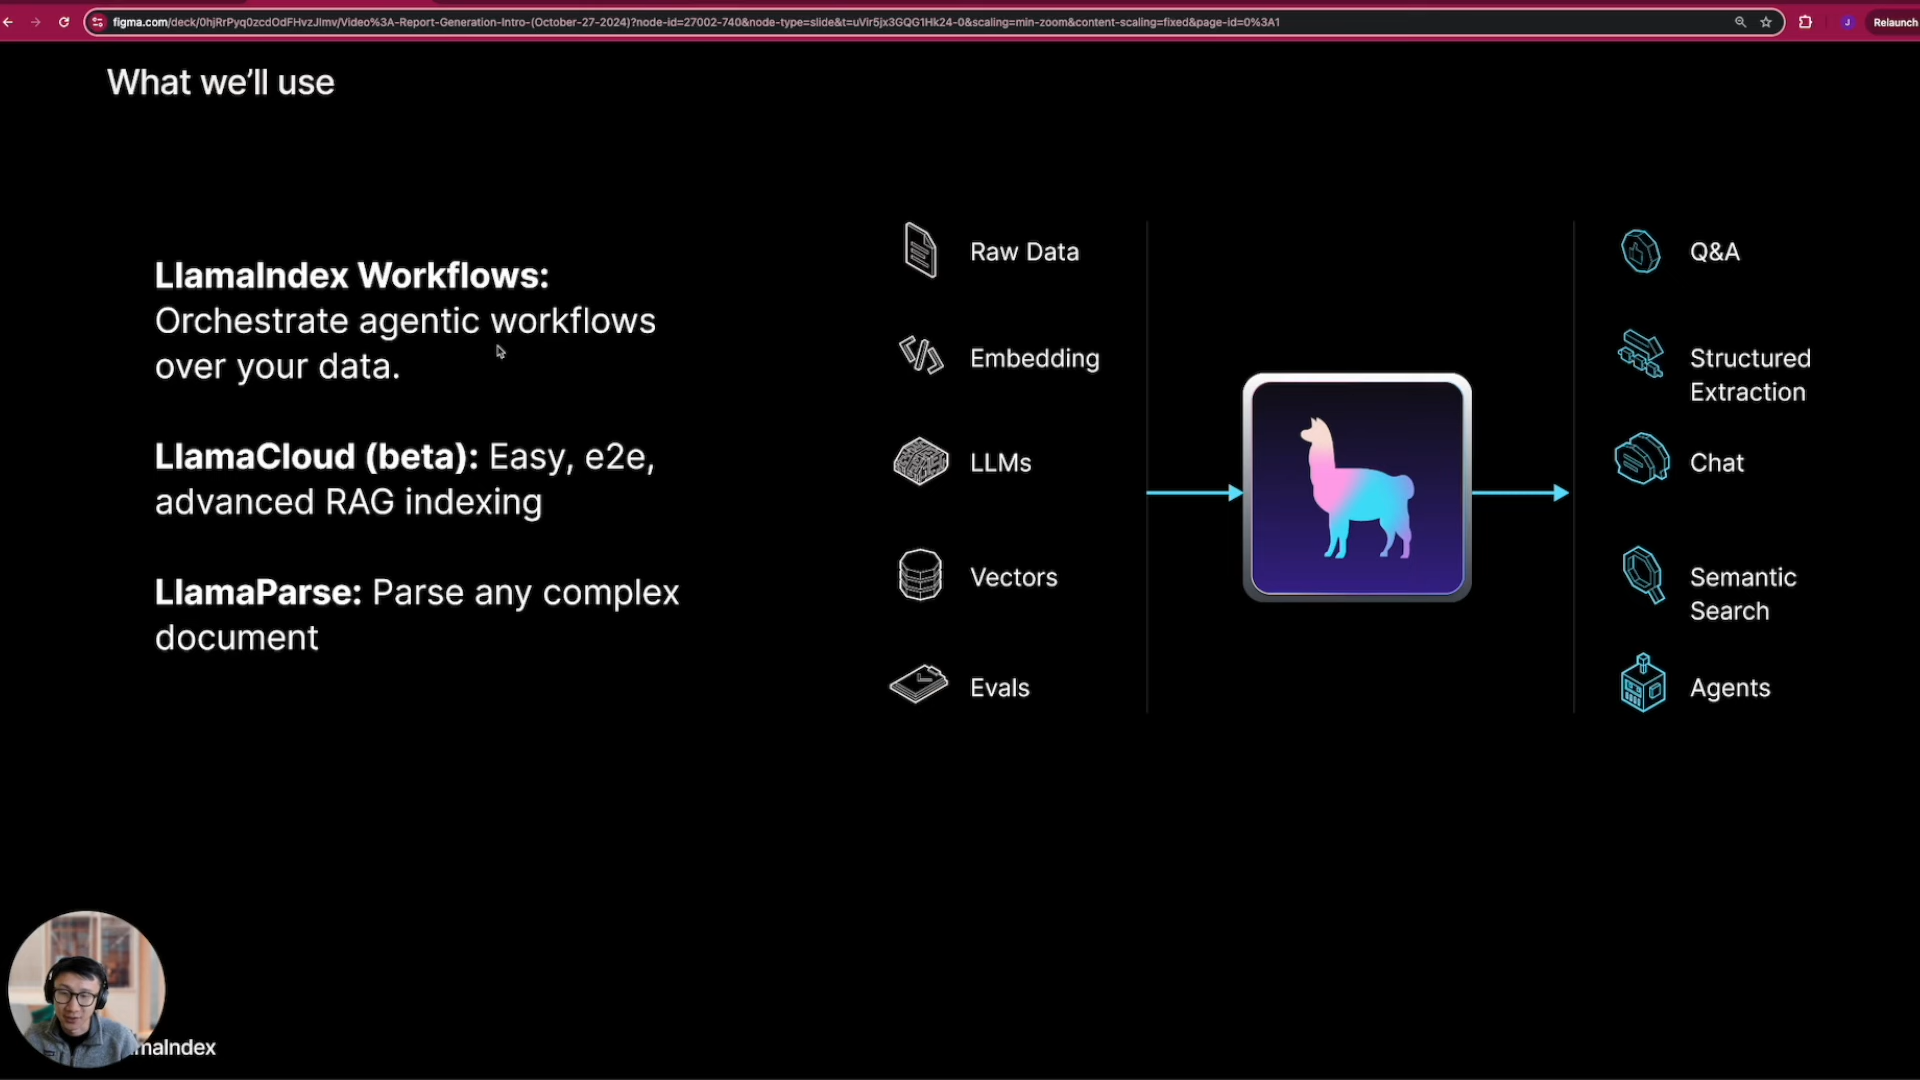 figma.com/deck/0hjRrPyq0zcdOdFHvzJlmv/Video%3A-Report-Generation-Intro-(October-27-2024)?node-id=27002-740&node-type=slide&t=uVir5jx3GQG1Hk24-0&scaling=min-zoom&content-scaling=fixed&page-id=0%3A1
J
Relaunch
What we'll use
LlamaIndex Workflows:
Orchestrate agentic workflows
over your data.
LlamaCloud (beta): Easy, e2e,
advanced RAG indexing
LlamaParse: Parse any complex
document
Raw Data
Embedding
LLMs
Vectors
Evals
Q&A
Structured
Extraction
Chat
Semantic
Search
Agents
maIndex